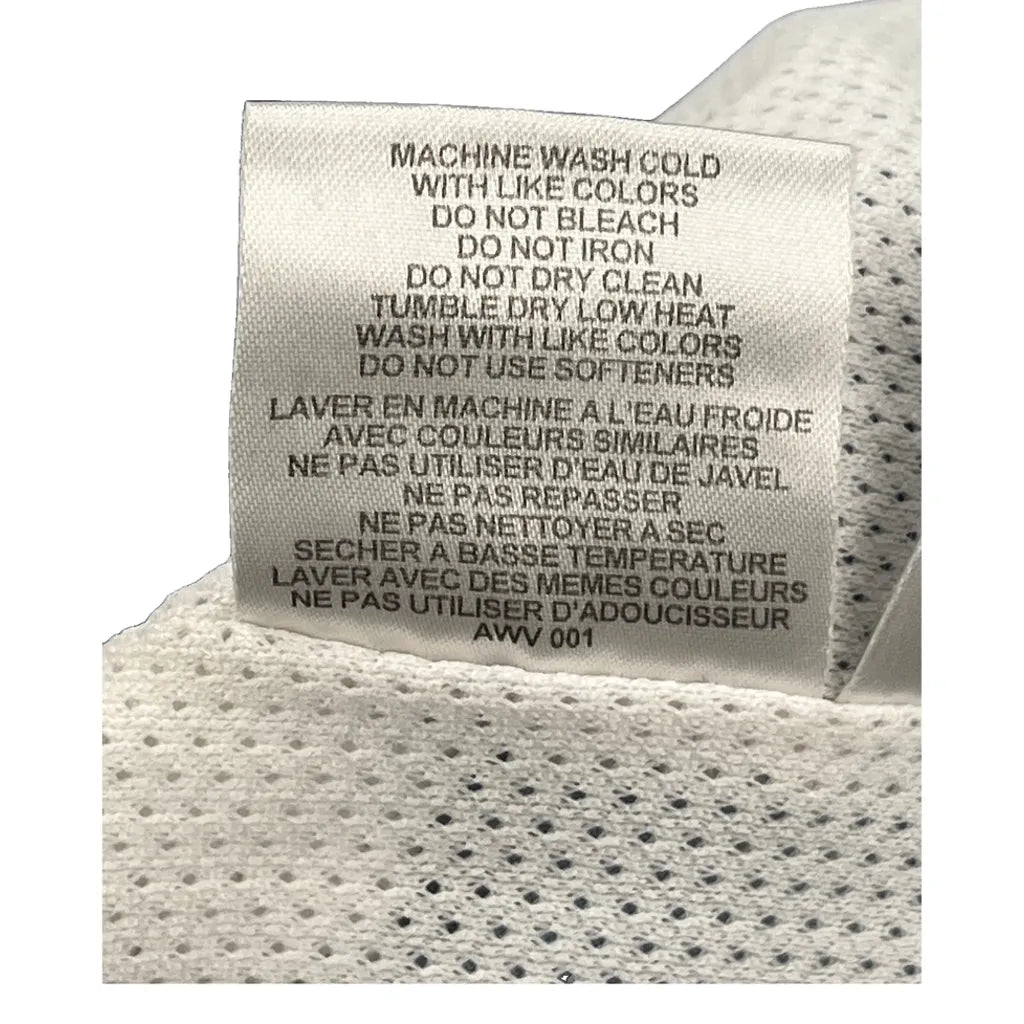 MACHINE WASH COLD
WITH LIKE COLORS
DO NOT BLEACH
DO NOT IRON
DO NOT DRY CLEAN
TUMBLE DRY LOW HEAT
WASH WITH LIKE COLORS
DO NOT USE SOFTENERS
LAVER EN MACHINE A L'EAU FROIDE
AVEC COULEURS SIMILAIRES
NE PAS UTILISER D'EAU DE JAVEL
NE PAS REPASSER
NE PAS NETTOYER A SEC
SECHER A BASSE TEMPERATURE
LAVER AVEC DES MEMES COULEURS
NE PAS UTILISER D'ADOUCISSEUR
AWV 001